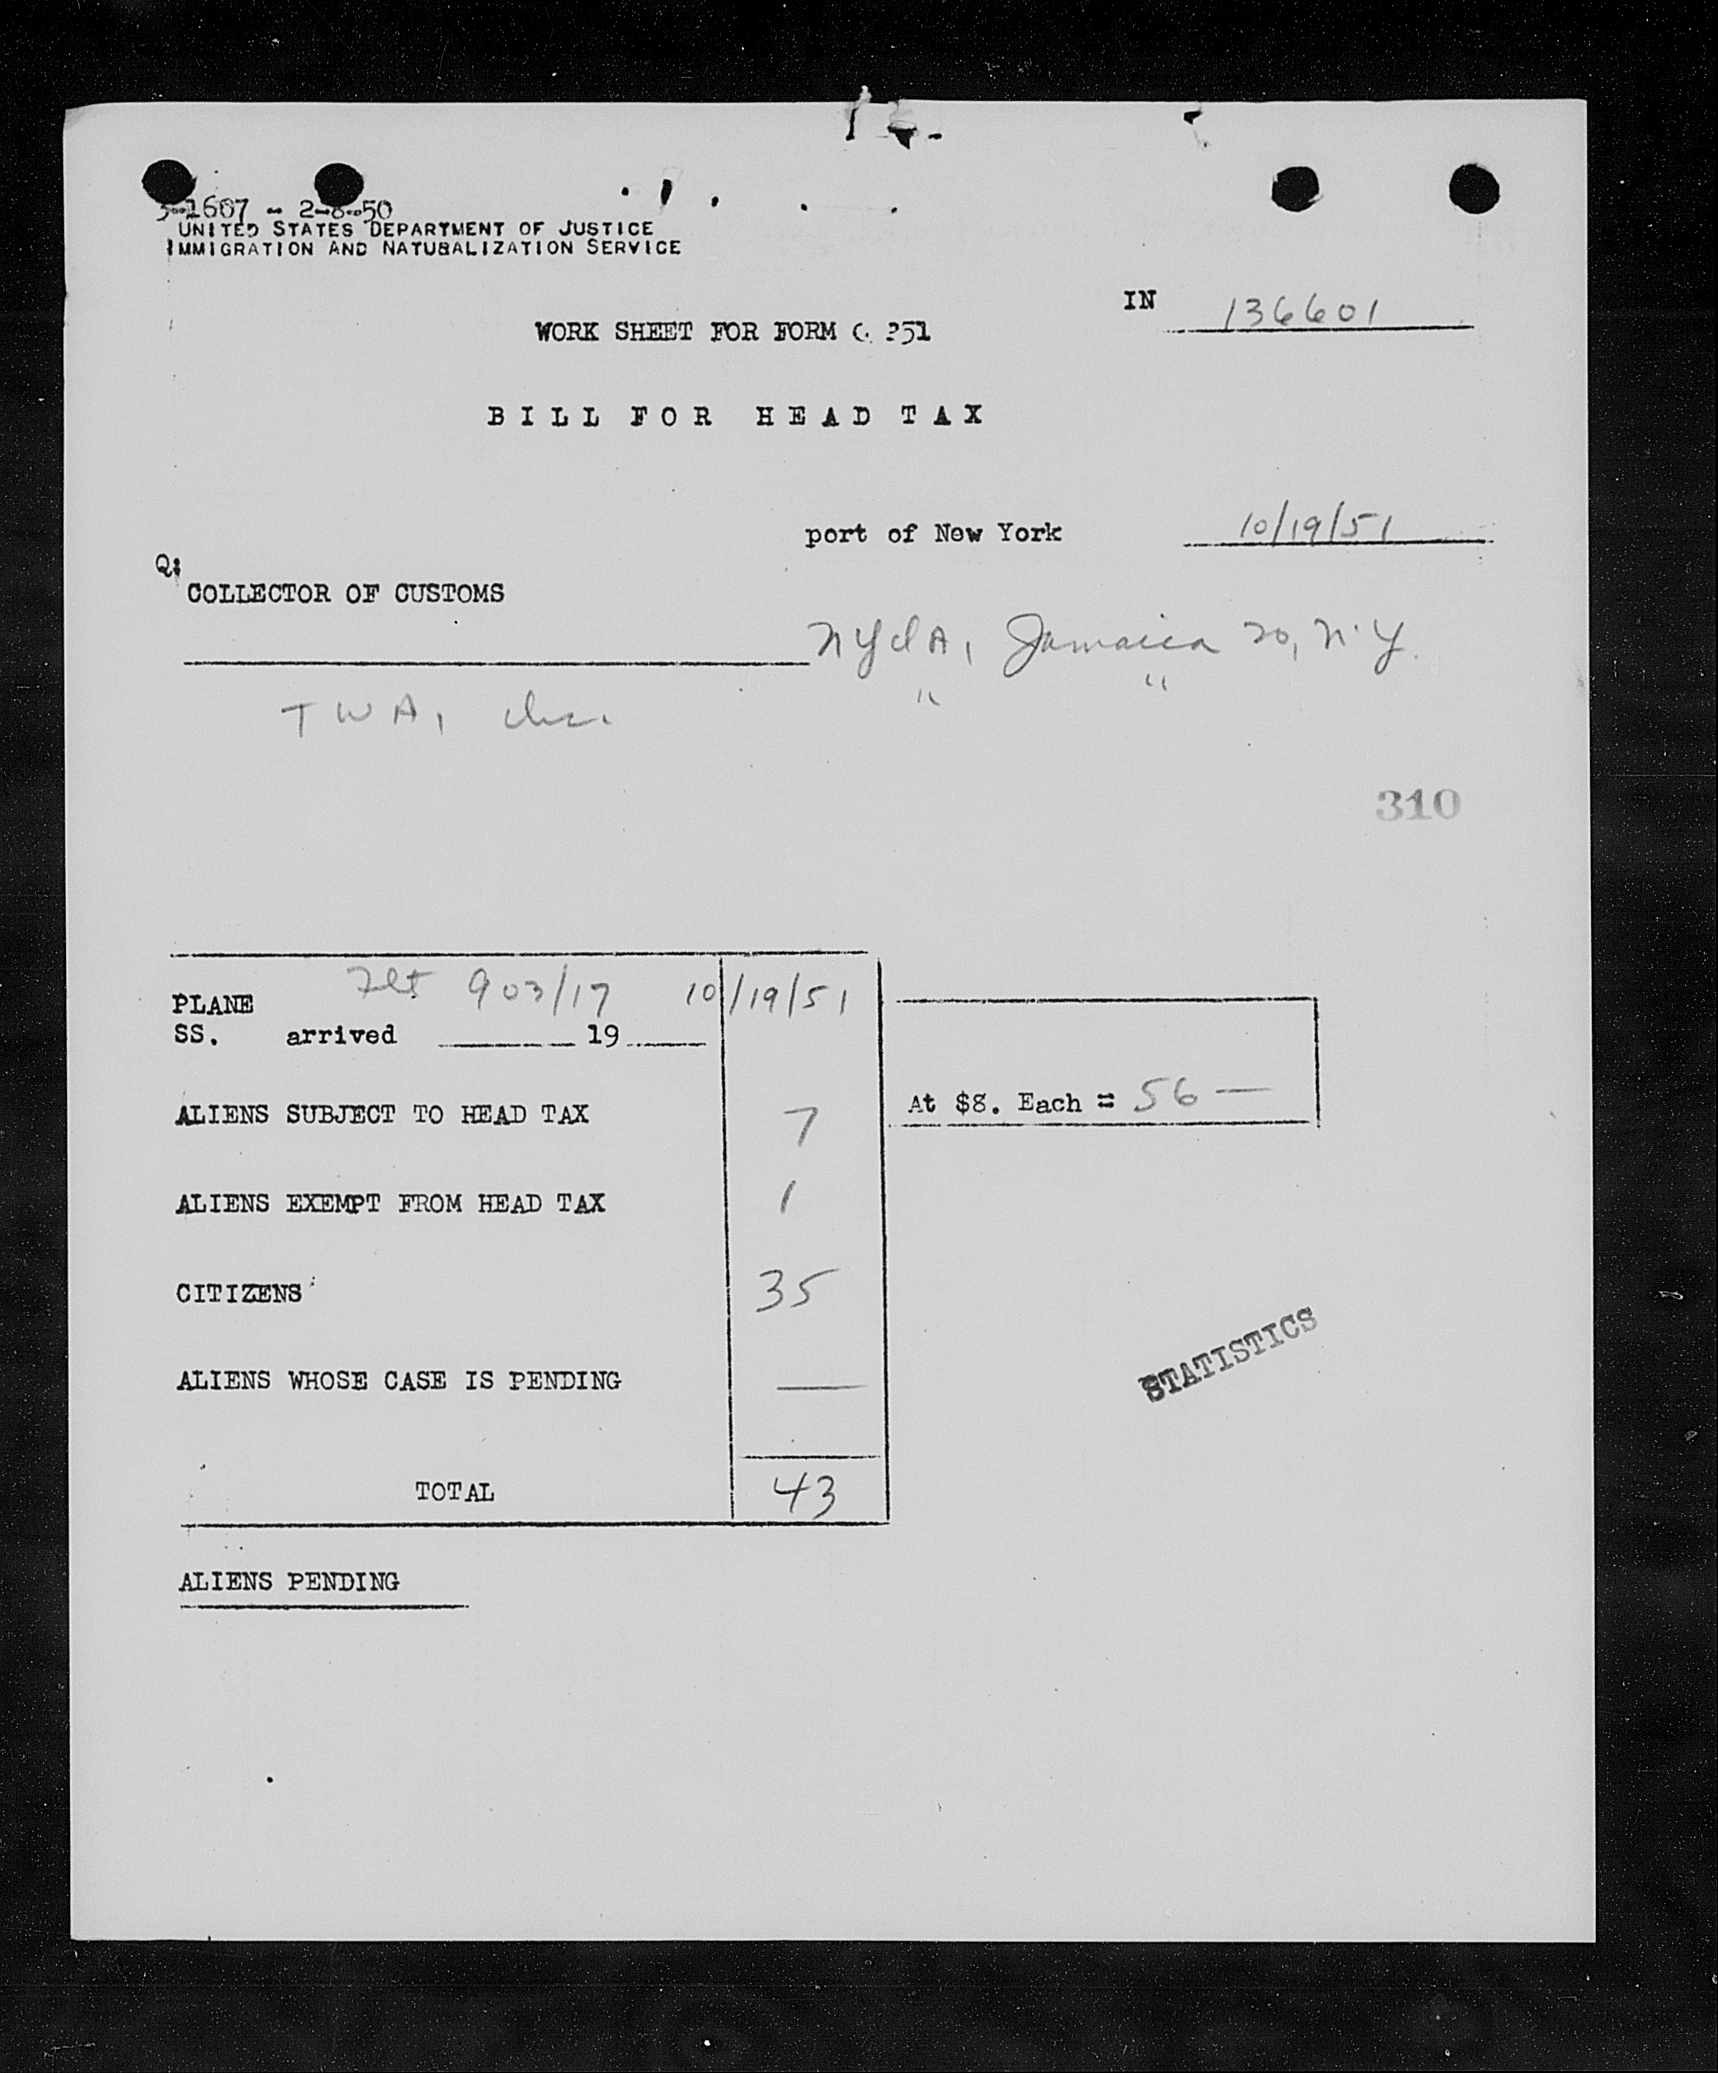 3-1607 - 2-8-50
UNITED STATES DEPARTMENT OF JUSTICE
IMMIGRATION AND NATURALIZATION SERVICE
IN 136601
WORK SHEET FOR FORM 351
BILL FOR HEAD TAX
port of New York 10/19/51
COLLECTOR OF CUSTOMS
NYIA, Jamaica 20, N.Y.
TWA, Inc. " "
310
Flt 903/17 10/19/51
PLANE
SS. arrived 19
At $8. Each = 56 —
ALIENS SUBJECT TO HEAD TAX 7
ALIENS EXEMPT FROM HEAD TAX 1
CITIZENS 35
STATISTICS
ALIENS WHOSE CASE IS PENDING —
TOTAL 43
ALIENS PENDING